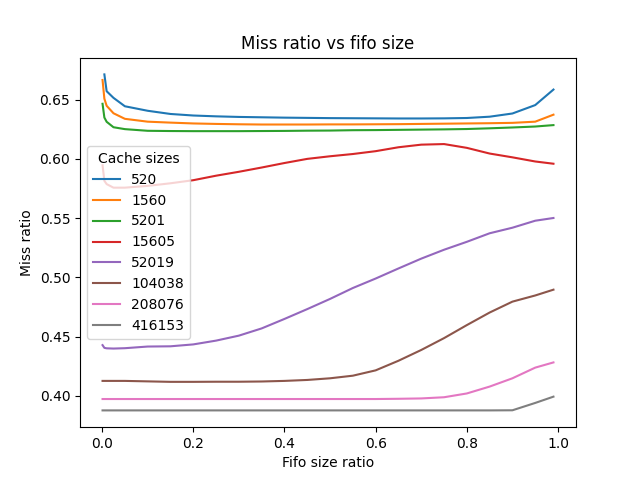 Miss ratio vs fifo size
Miss ratio
0.65
0.60
0.55
0.50
0.45
0.40
Cache sizes
520
1560
5201
15605
52019
104038
208076
416153
0.0 0.2 0.4 0.6 0.8 1.0
Fifo size ratio